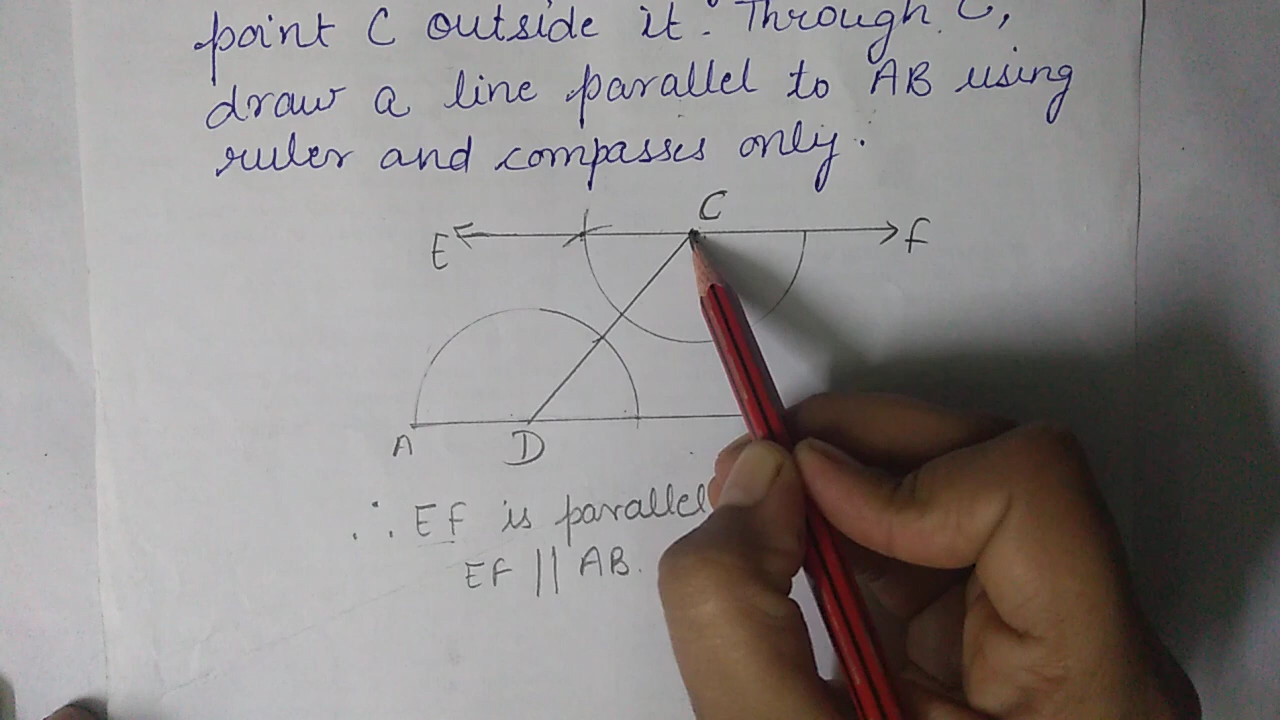 point C outside it. Through C,
draw a line parallel to AB using
ruler and compasses only.
C
E
F
A
D
∴ EF is parallel
EF || AB.